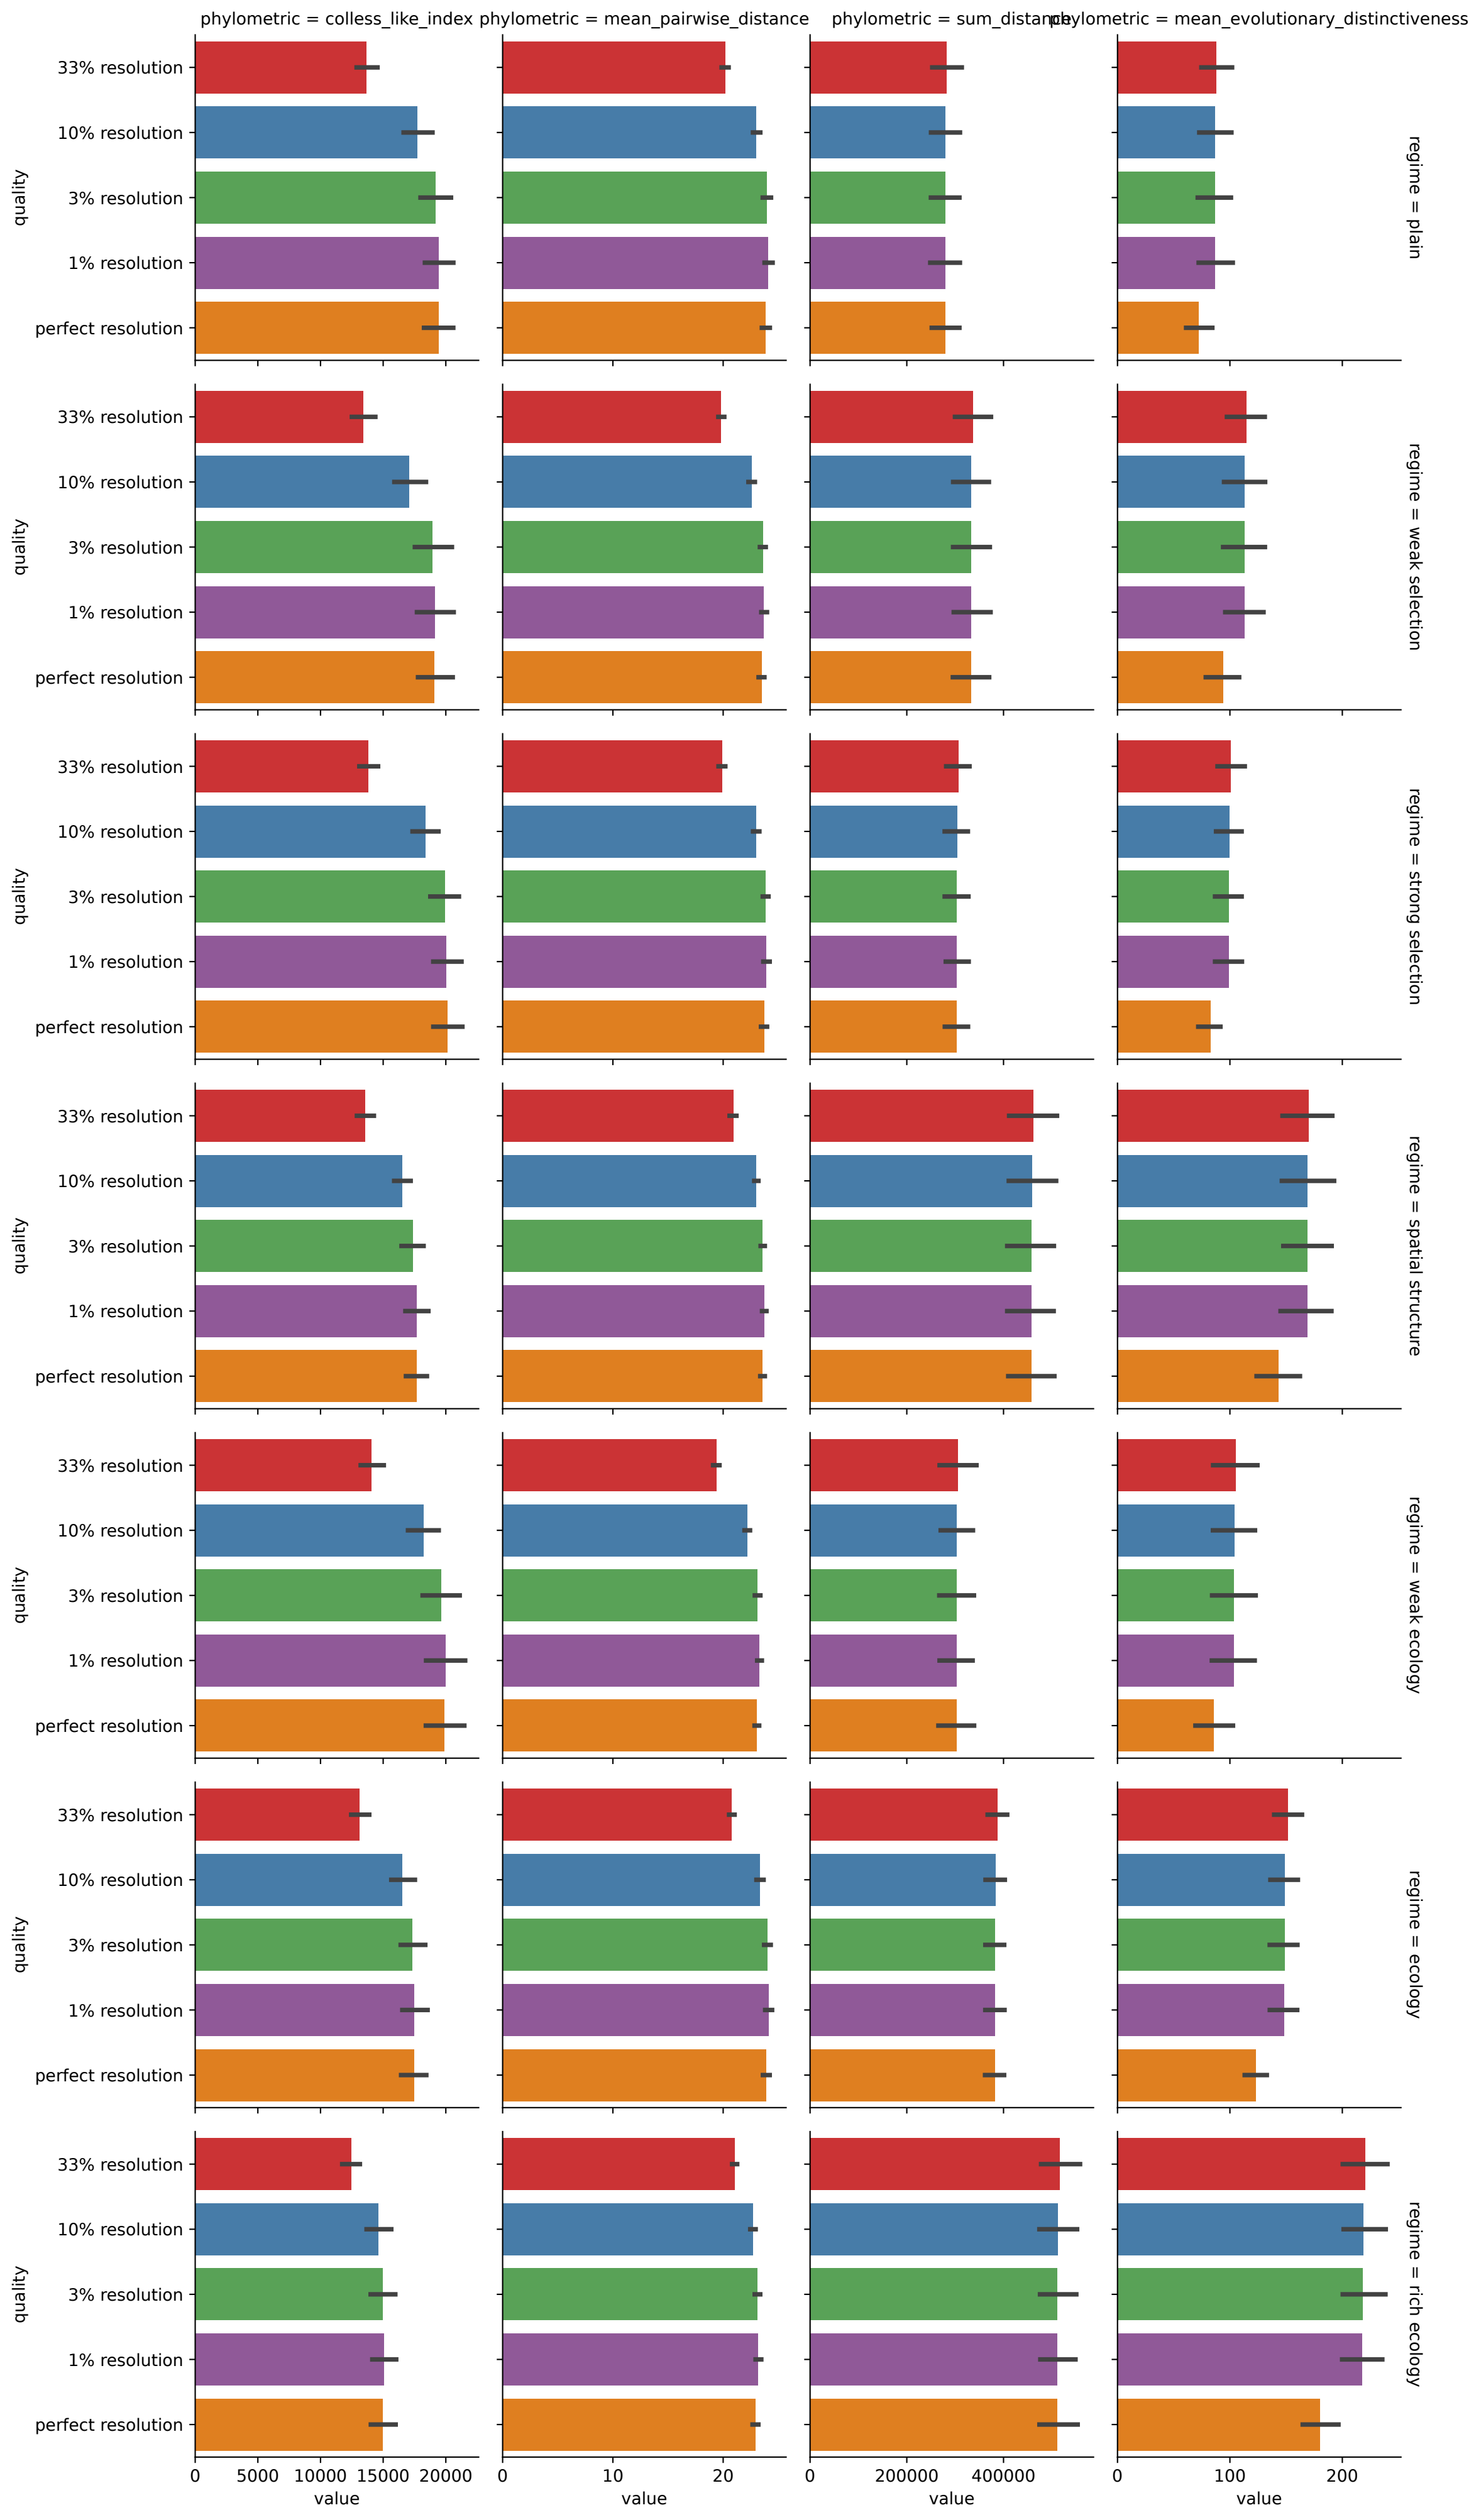 phylometric = colless_like_index
phylometric = mean_pairwise_distance
phylometric = sum_distance
phylometric = mean_evolutionary_distinctiveness
33% resolution
10% resolution
3% resolution
1% resolution
perfect resolution
quality
regime = plain
33% resolution
10% resolution
3% resolution
1% resolution
perfect resolution
quality
regime = weak selection
33% resolution
10% resolution
3% resolution
1% resolution
perfect resolution
quality
regime = strong selection
33% resolution
10% resolution
3% resolution
1% resolution
perfect resolution
quality
regime = spatial structure
33% resolution
10% resolution
3% resolution
1% resolution
perfect resolution
quality
regime = weak ecology
33% resolution
10% resolution
3% resolution
1% resolution
perfect resolution
quality
regime = ecology
33% resolution
10% resolution
3% resolution
1% resolution
perfect resolution
quality
regime = rich ecology
0 5000 10000 15000 20000
value
0 10 20
value
0 200000 400000
value
0 100 200
value